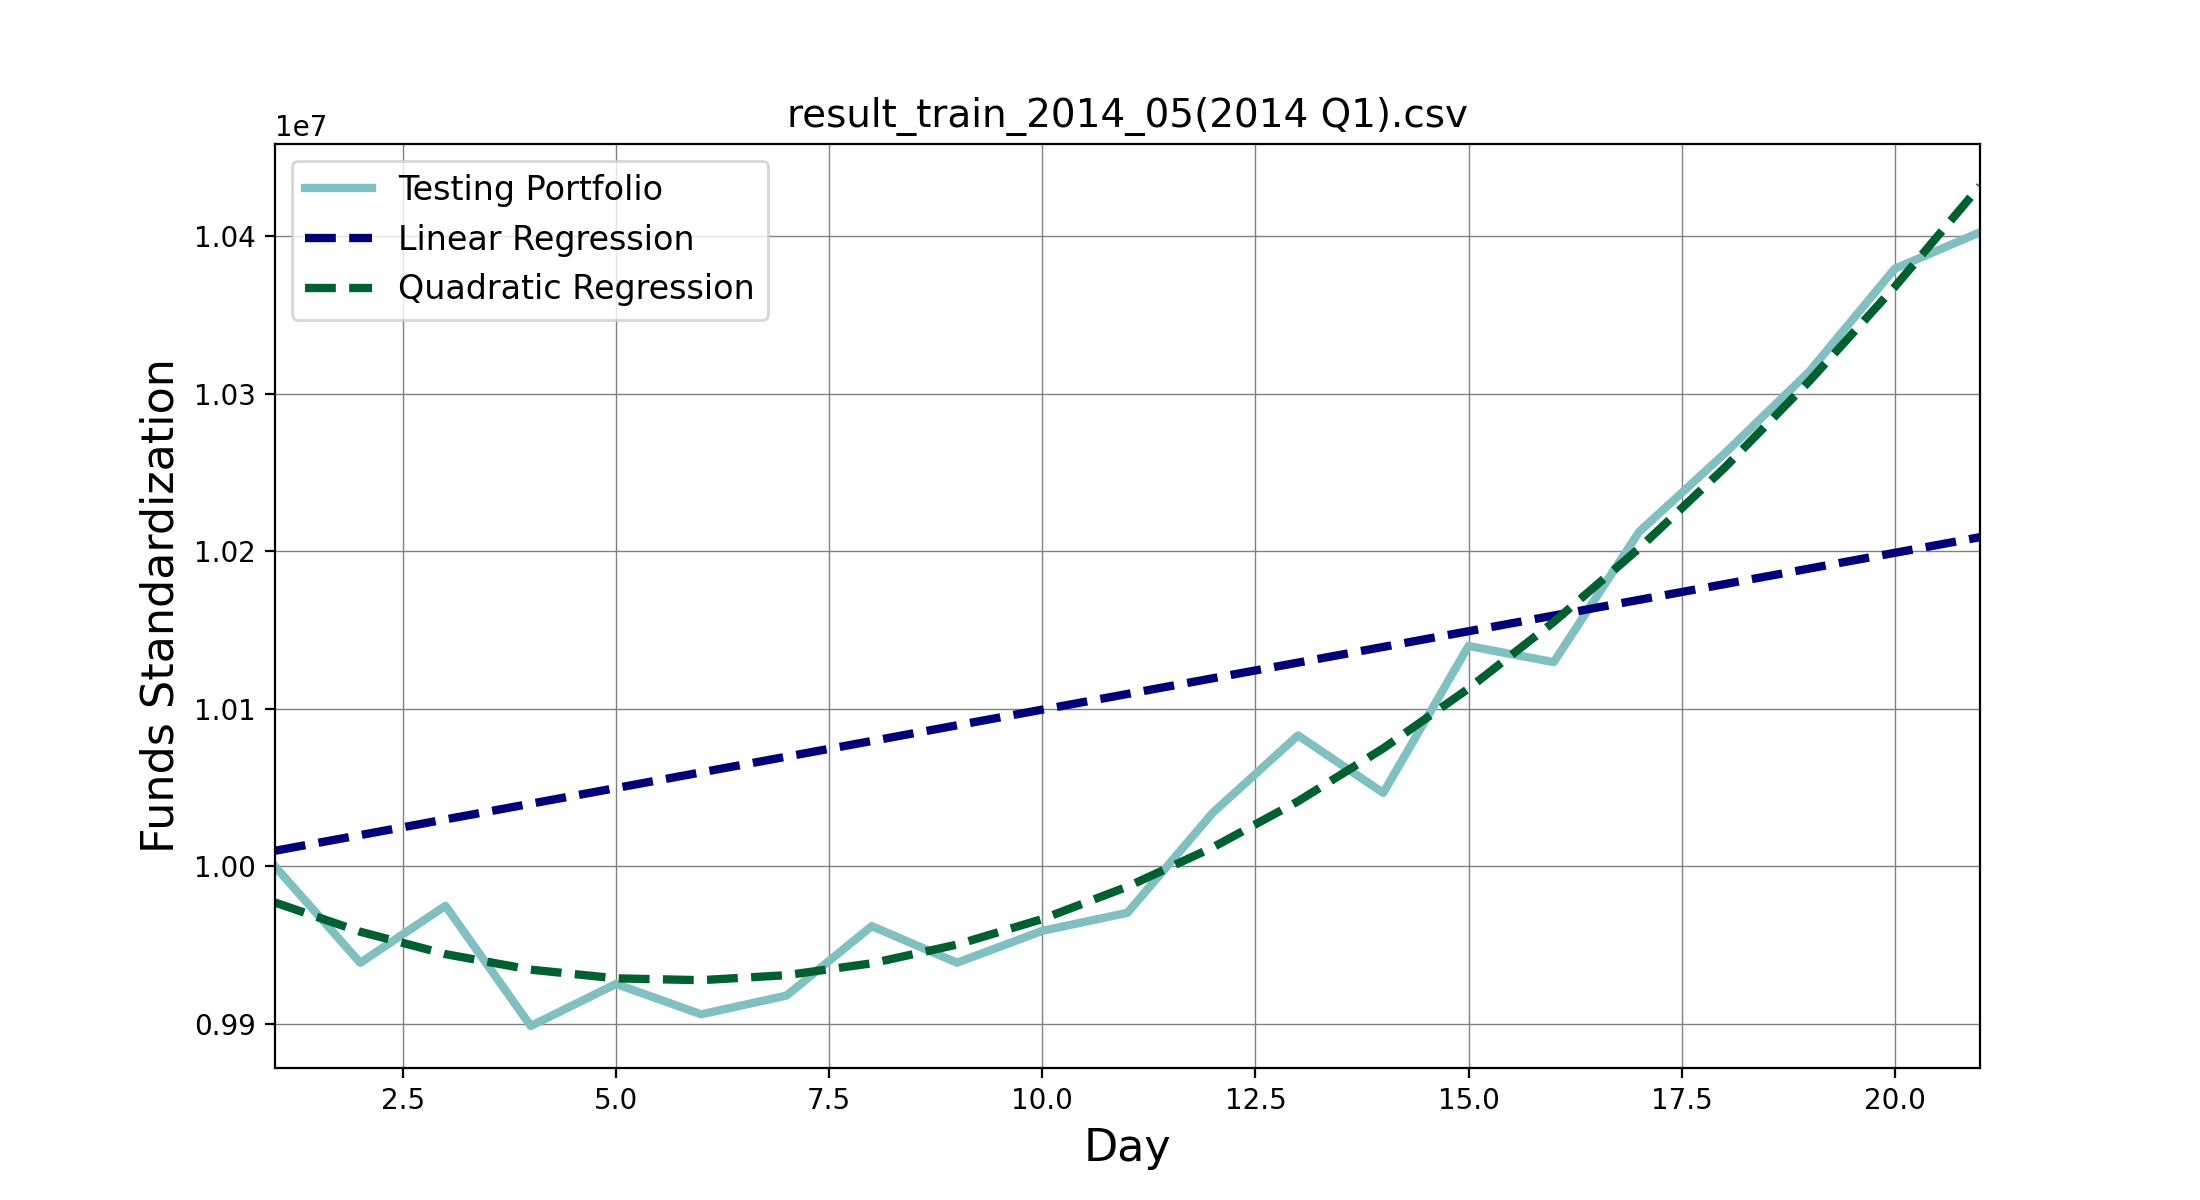 result_train_2014_05(2014 Q1).csv
1e7
Testing Portfolio
Linear Regression
Quadratic Regression
1.04
1.03
1.02
1.01
1.00
0.99
Funds Standardization
2.5 5.0 7.5 10.0 12.5 15.0 17.5 20.0
Day